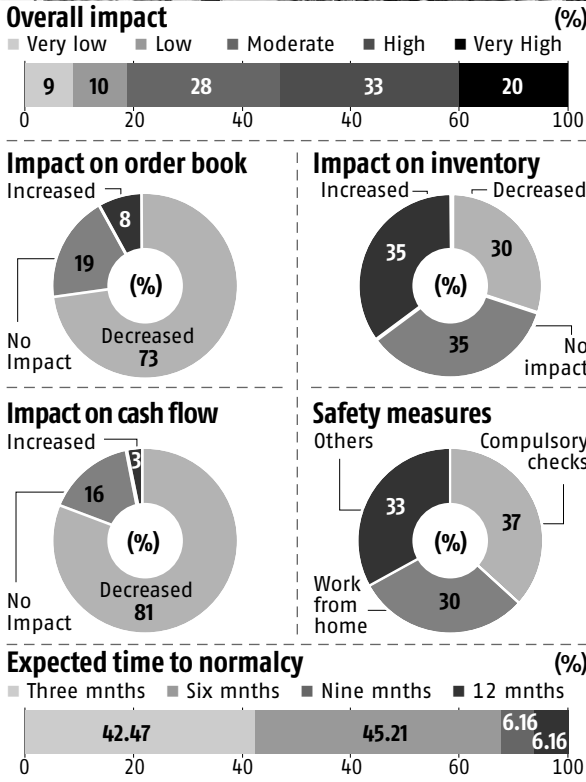 Overall impact (%)
Very low Low Moderate High Very High
9 10 28 33 20
0 20 40 40 60 100
Impact on order book
Increased
8
19
(%)
No
Impact
Decreased
73
Impact on inventory
Increased Decreased
35 30
(%)
35
No
impact
Impact on cash flow
Increased
3
16
(%)
No
Impact
Decreased
81
Safety measures
Others Compulsory
checks
33 37
(%)
Work
from
home
30
Expected time to normalcy (%)
Three mnths Six mnths Nine mnths 12 mnths
42.47 45.21 6.16
6.16
0 20 40 40 60 100